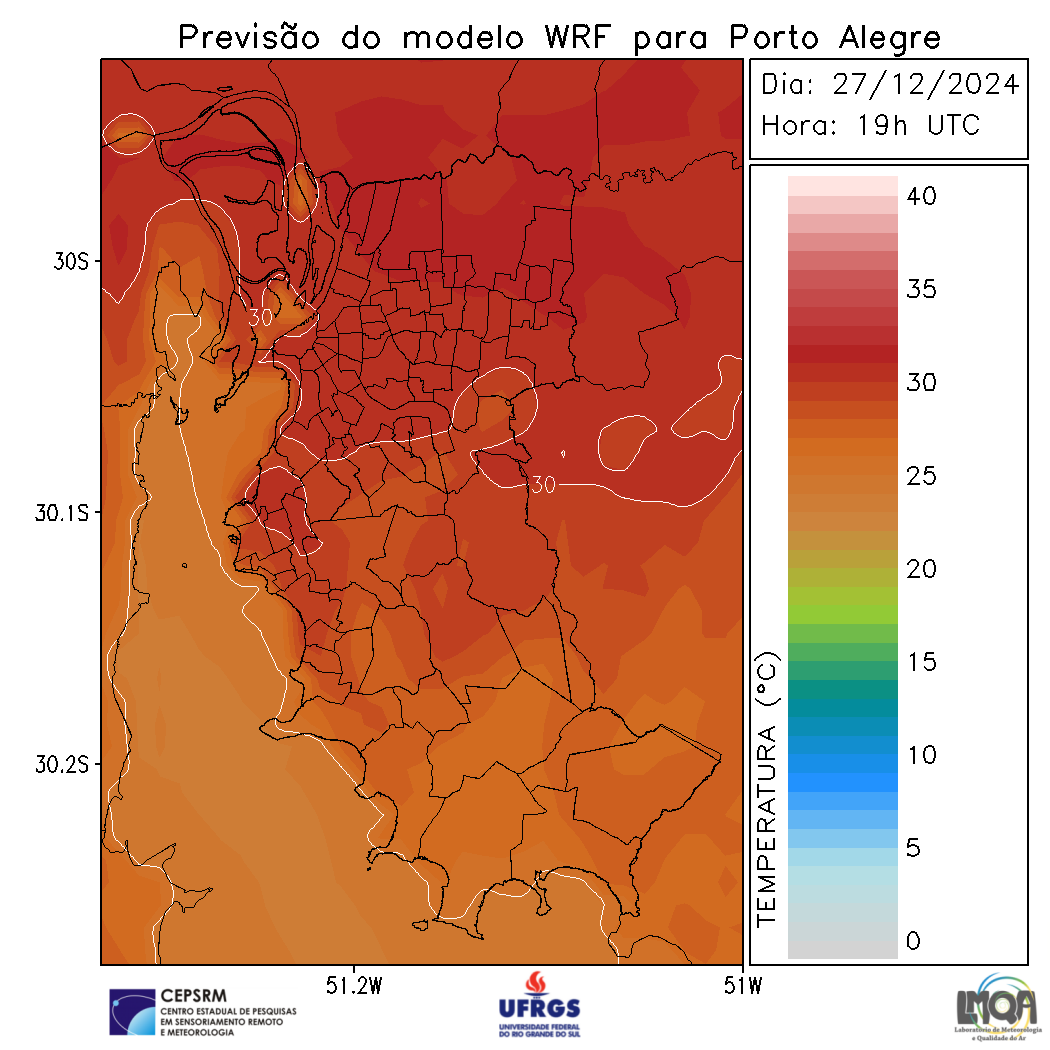 Previsão do modelo WRF para Porto Alegre
Dia: 27/12/2024
Hora: 19h UTC
30S
30.1S
30.2S
51.2W
51W
30
30
TEMPERATURA (°C)
40
35
30
25
20
15
10
5
0
CEPSRM
CENTRO ESTADUAL DE PESQUISAS
EM SENSORIAMENTO REMOTO
E METEOROLOGIA
UFRGS
UNIVERSIDADE FEDERAL
DO RIO GRANDE DO SUL
LMQA
Laboratório de Meteorologia
e Qualidade do Ar